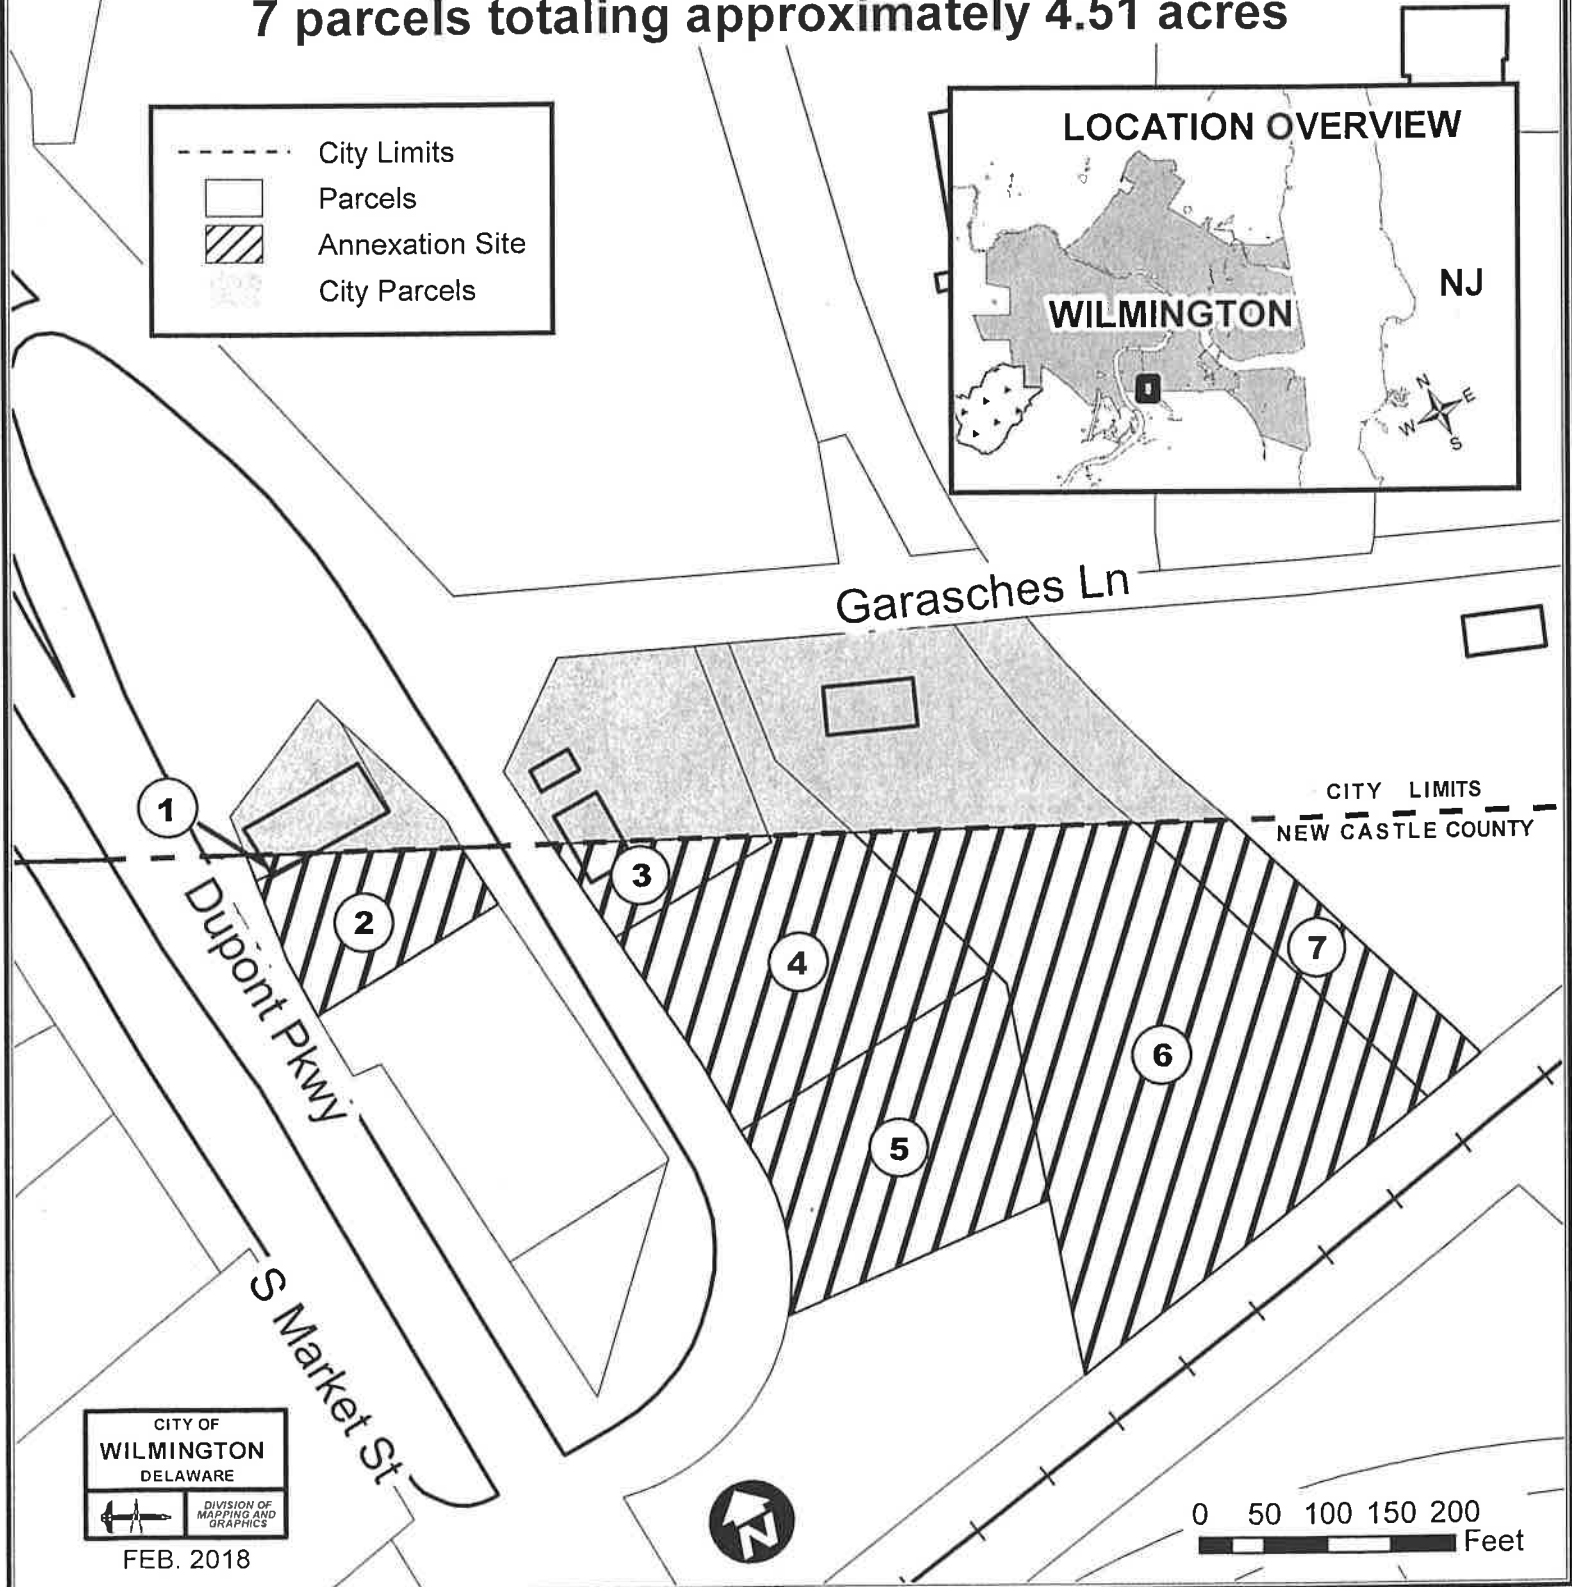 7 parcels totaling approximately 4.51 acres
City Limits
Parcels
Annexation Site
City Parcels
LOCATION OVERVIEW
WILMINGTON
NJ
N
E
W
S
Garasches Ln
CITY LIMITS
NEW CASTLE COUNTY
1
2
3
4
5
6
7
Dupont Pkwy
S Market St
CITY OF
WILMINGTON
DELAWARE
DIVISION OF
MAPPING AND
GRAPHICS
FEB. 2018
N
0 50 100 150 200
Feet